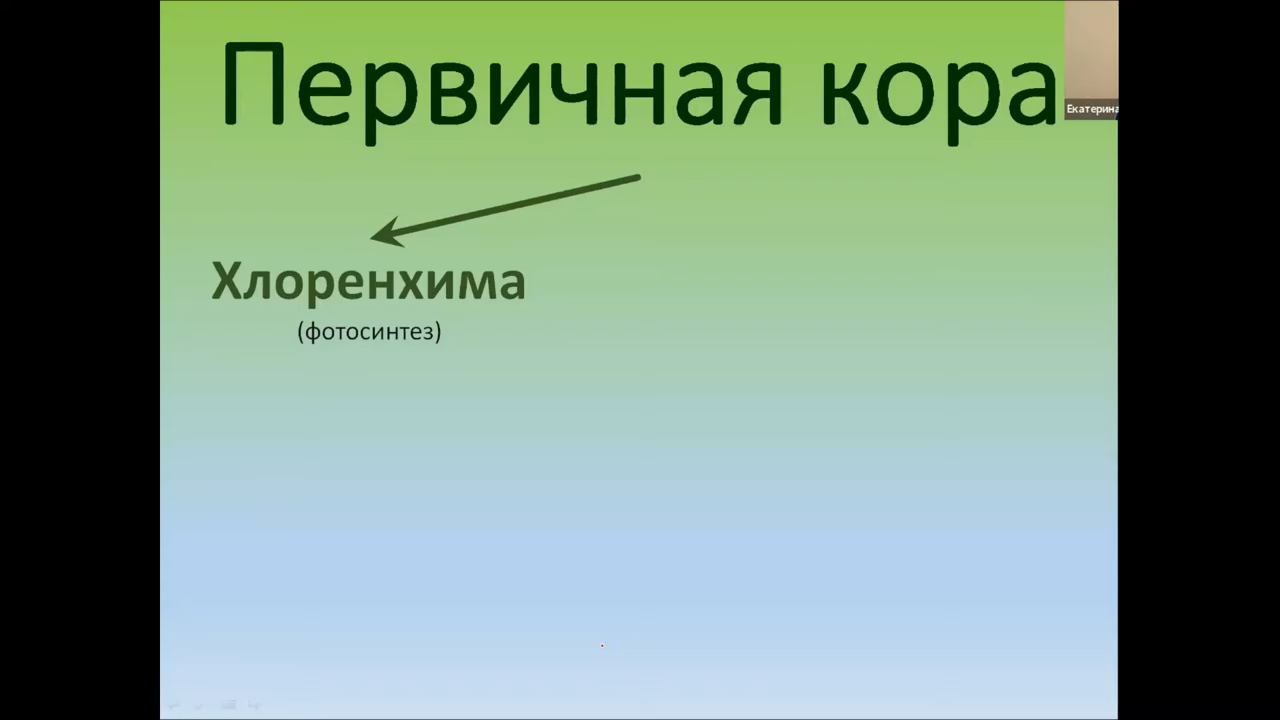 Первичная кора
Екатерина
Хлоренхима
(фотосинтез)